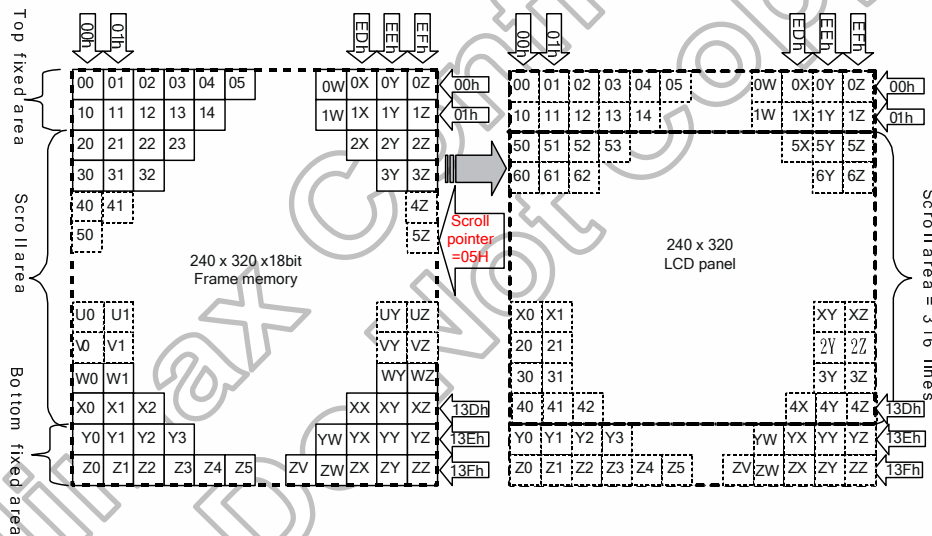 00h 01h EDh EEh EFh 00h 01h EDh EEh EFh
Top fixed area
00 01 02 03 04 05 0W 0X 0Y 0Z 00h 00 01 02 03 04 05 0W 0X 0Y 0Z 00h
10 11 12 13 14 1W 1X 1Y 1Z 01h 10 11 12 13 14 1W 1X 1Y 1Z 01h
20 21 22 23 2X 2Y 2Z 50 51 52 53 5X 5Y 5Z
30 31 32 3Y 3Z 60 61 62 6Y 6Z
Scroll area
40 41 4Z
50 5Z
Scroll
pointer
=05H
240 x 320 x18bit
Frame memory
240 x 320
LCD panel
Scroll area = 316 lines
U0 U1 UY UZ X0 X1 XY XZ
V0 V1 VY VZ 20 21 2Y 2Z
W0 W1 WY WZ 30 31 3Y 3Z
X0 X1 X2 XX XY XZ 13Dh 40 41 42 4X 4Y 4Z 13Dh
Bottom fixed area
Y0 Y1 Y2 Y3 YW YX YY YZ 13Eh Y0 Y1 Y2 Y3 YW YX YY YZ 13Eh
Z0 Z1 Z2 Z3 Z4 Z5 ZV ZW ZX ZY ZZ 13Fh Z0 Z1 Z2 Z3 Z4 Z5 ZV ZW ZX ZY ZZ 13Fh